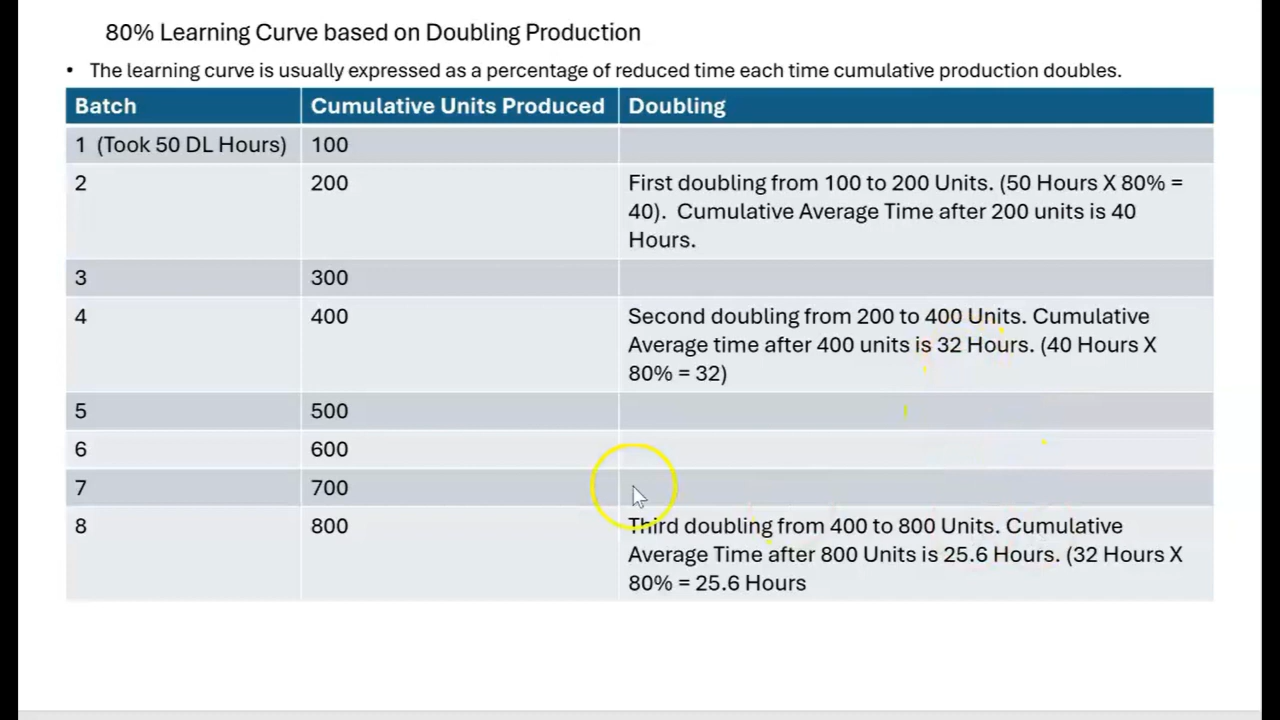 80% Learning Curve based on Doubling Production
• The learning curve is usually expressed as a percentage of reduced time each time cumulative production doubles.
Batch Cumulative Units Produced Doubling
1 (Took 50 DL Hours) 100
2 200 First doubling from 100 to 200 Units. (50 Hours X 80% =
40). Cumulative Average Time after 200 units is 40
Hours.
3 300
4 400 Second doubling from 200 to 400 Units. Cumulative
Average time after 400 units is 32 Hours. (40 Hours X
80% = 32)
5 500
6 600
7 700
8 800 Third doubling from 400 to 800 Units. Cumulative
Average Time after 800 Units is 25.6 Hours. (32 Hours X
80% = 25.6 Hours